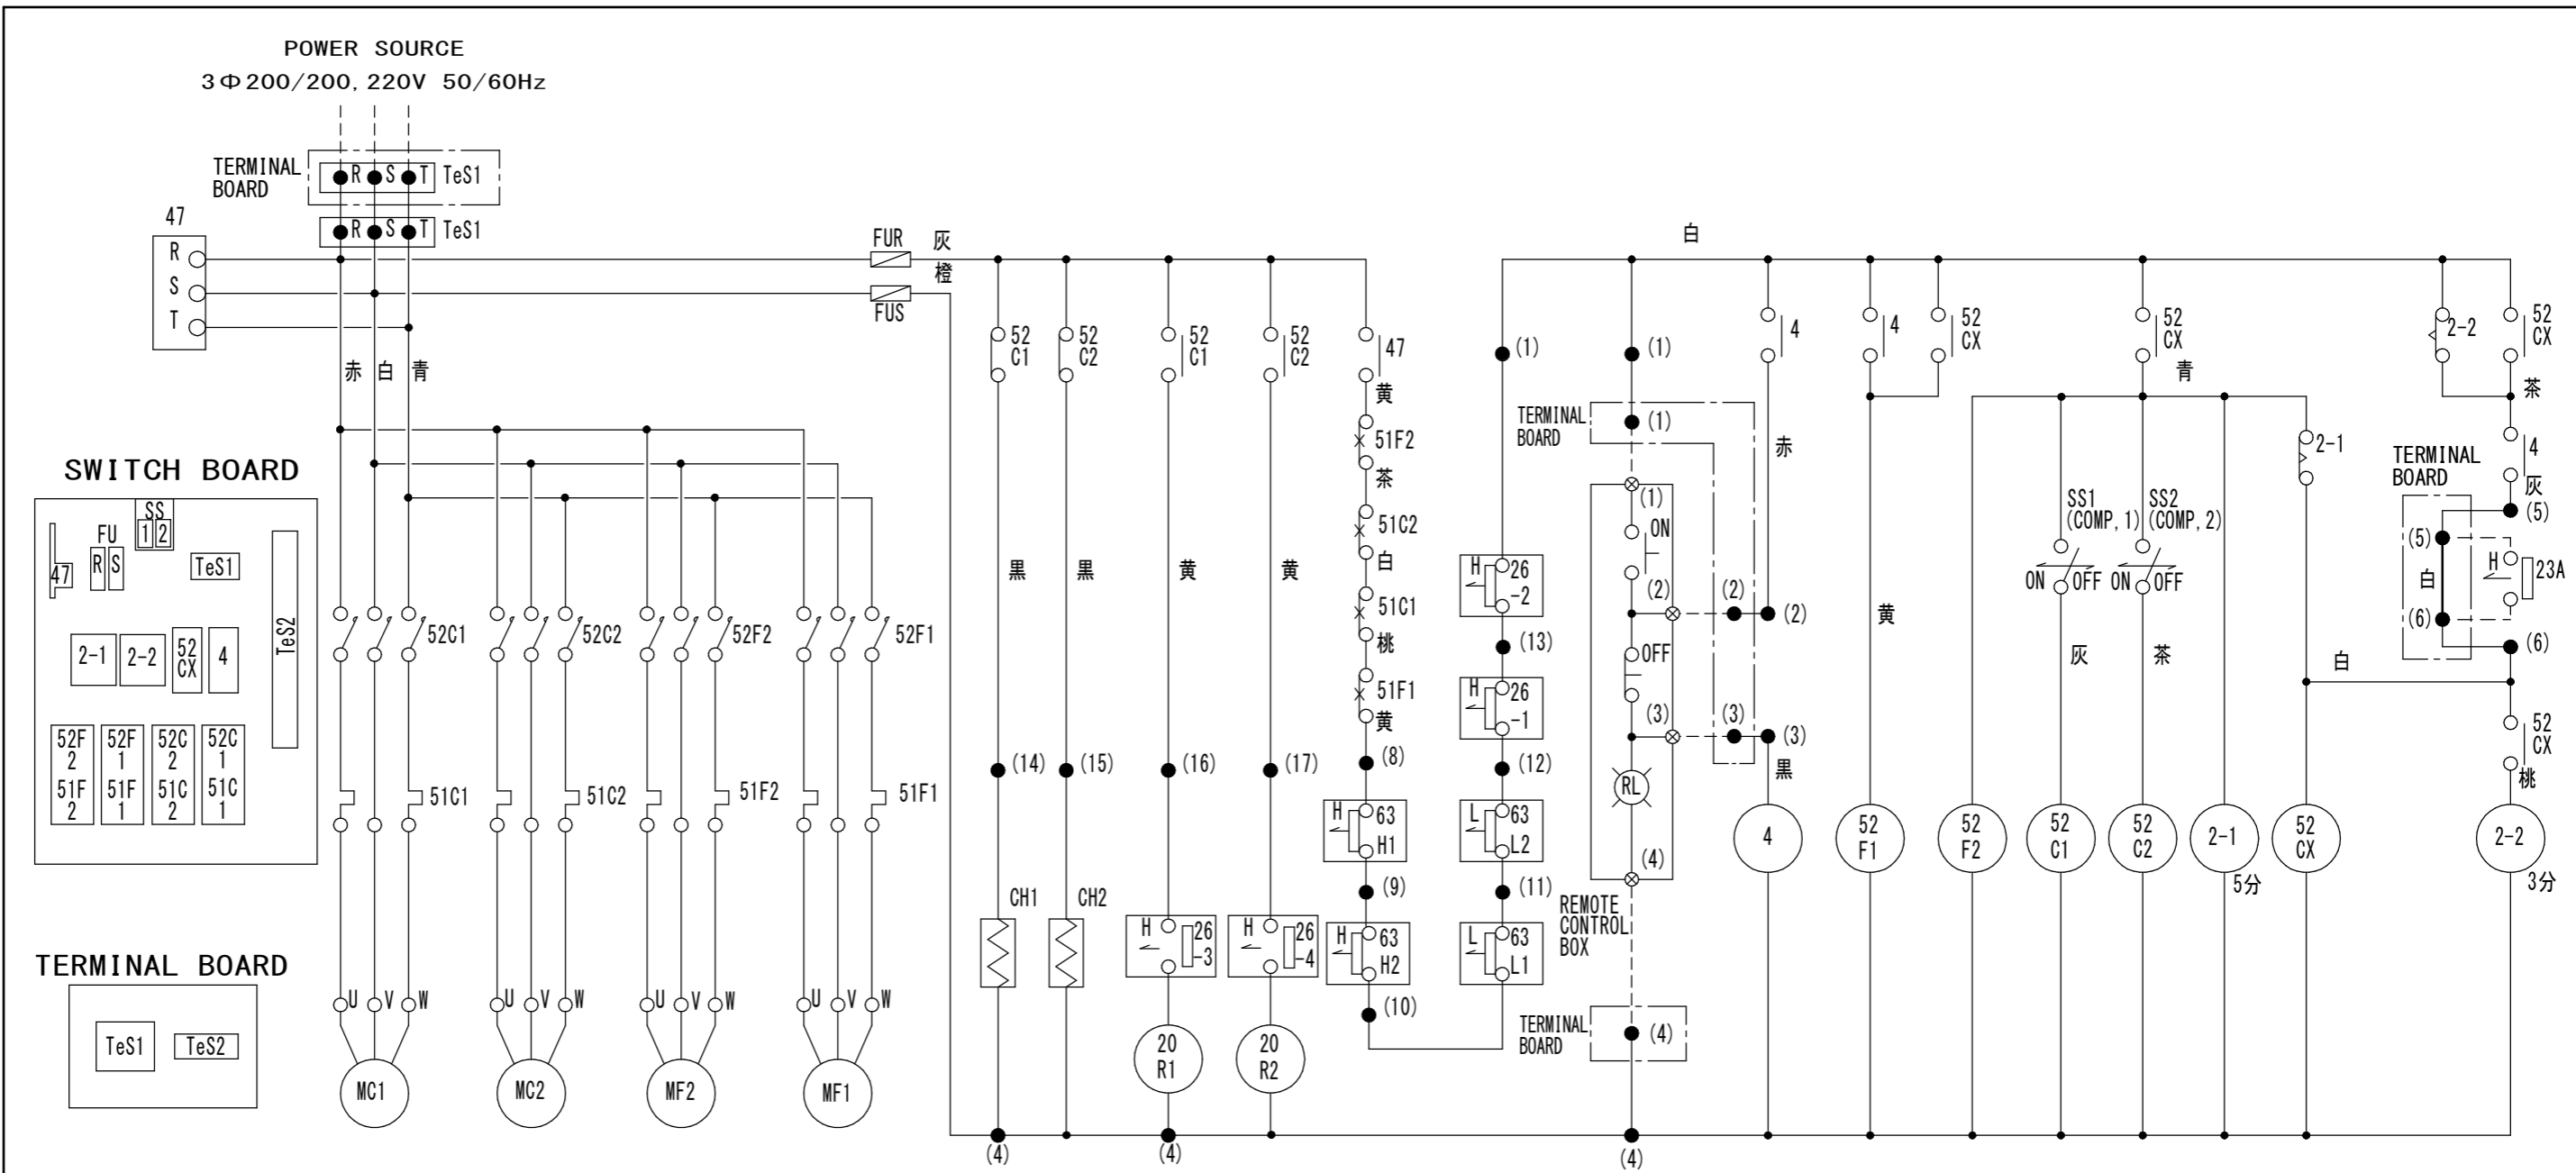 POWER SOURCE
3Φ200/200,220V 50/60Hz
TERMINAL
BOARD
R S T TeS1
R S T TeS1
47
R
S
T
FUR
FUS
灰
橙
赤 白 青
52C1
52C2
52F2
52F1
51C1
51C2
51F2
51F1
U V W
U V W
U V W
U V W
MC1
MC2
MF2
MF1
SWITCH BOARD
SS
1 2
FU
R S
47
TeS1
TeS2
2-1
2-2
52
CX
4
52F
2
51F
2
52F
1
51F
1
52C
2
51C
2
52C
1
51C
1
TERMINAL BOARD
TeS1
TeS2
52
C1
黒
(14)
CH1
(4)
52
C2
黒
(15)
CH2
52
C1
黄
(16)
H
26
-3
20
R1
(4)
52
C2
黄
(17)
H
26
-4
20
R2
47
黄
51F2
茶
51C2
白
51C1
桃
51F1
黄
(8)
H
63
H1
(9)
H
63
H2
(10)
(1)
H
26
-2
(13)
H
26
-1
(12)
L
63
L2
(11)
L
63
L1
白
(1)
TERMINAL
BOARD
(1)
(1)
ON
(2)
(2)
(2)
OFF
(3)
(3)
(3)
RL
(4)
REMOTE
CONTROL
BOX
TERMINAL
BOARD
(4)
(4)
4
赤
黒
4
4
黄
52
F1
52
CX
52
CX
青
52
F2
SS1
(COMP,1)
ON OFF
灰
52
C1
SS2
(COMP,2)
ON OFF
茶
52
C2
2-1
5分
2-1
白
52
CX
2-2
52
CX
茶
4
灰
TERMINAL
BOARD
(5)
(5)
白
H
23A
(6)
(6)
52
CX
桃
2-2
3分